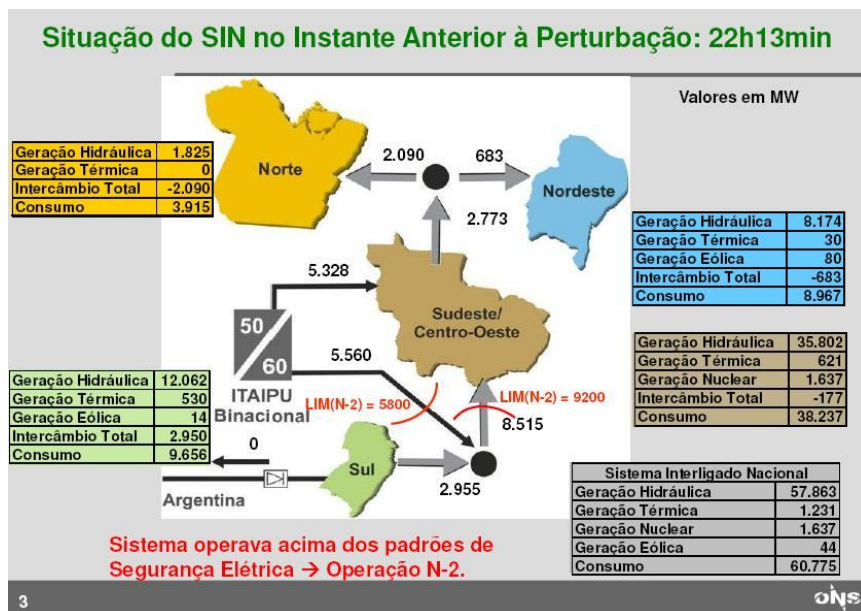 Situação do SIN no Instante Anterior à Perturbação: 22h13min
Valores em MW
Geração Hidráulica 1.825
Geração Térmica 0
Intercâmbio Total -2.090
Consumo 3.915
Norte
2.090
683
Nordeste
2.773
Geração Hidráulica 8.174
Geração Térmica 30
Geração Eólica 80
Intercâmbio Total -683
Consumo 8.967
5.328
Sudeste/
Centro-Oeste
50
60
ITAIPU
Binacional
5.560
LIM(N-2) = 5800
LIM(N-2) = 9200
8.515
Geração Hidráulica 35.802
Geração Térmica 621
Geração Nuclear 1.637
Intercâmbio Total -177
Consumo 38.237
Geração Hidráulica 12.062
Geração Térmica 530
Geração Eólica 14
Intercâmbio Total 2.950
Consumo 9.656
0
Sul
2.955
Argentina
Sistema Interligado Nacional
Geração Hidráulica 57.863
Geração Térmica 1.231
Geração Nuclear 1.637
Geração Eólica 44
Consumo 60.775
Sistema operava acima dos padrões de
Segurança Elétrica → Operação N-2.
3
ONS